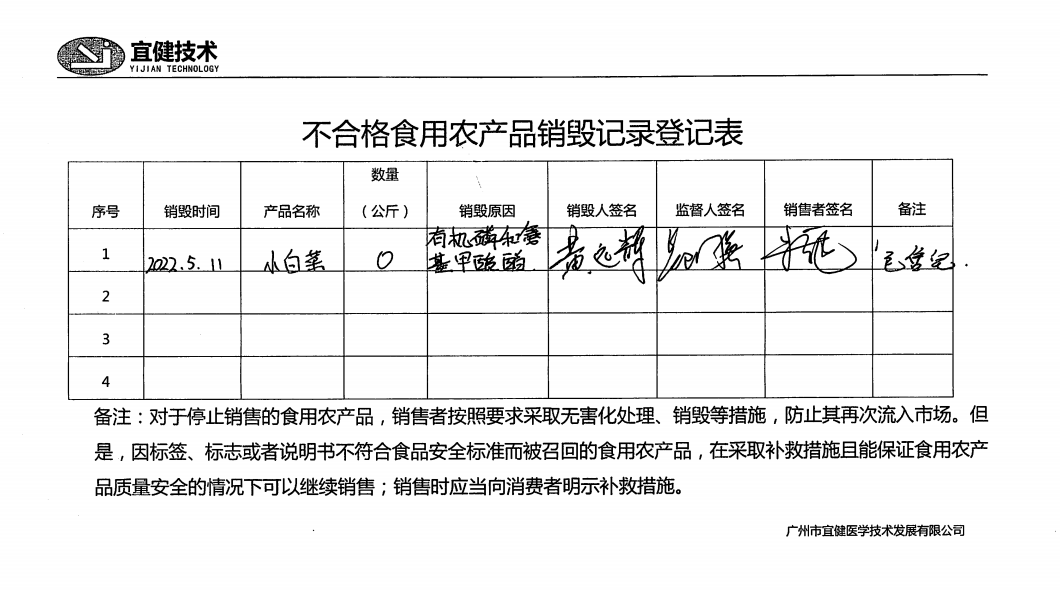 宜健技术
YIJIAN TECHNOLOGY
不合格食用农产品销毁记录登记表
序号 销毁时间 产品名称 数量（公斤） 销毁原因 销毁人签名 监督人签名 销售者签名 备注
1 2022.5.11 小白菜 0 有机磷和氨基甲酸酯 黄远辉
2
3
4
备注：对于停止销售的食用农产品，销售者按照要求采取无害化处理、销毁等措施，防止其再次流入市场。但
是，因标签、标志或者说明书不符合食品安全标准而被召回的食用农产品，在采取补救措施且能保证食用农产
品质量安全的情况下可以继续销售；销售时应当向消费者明示补救措施。
广州市宜健医学技术发展有限公司